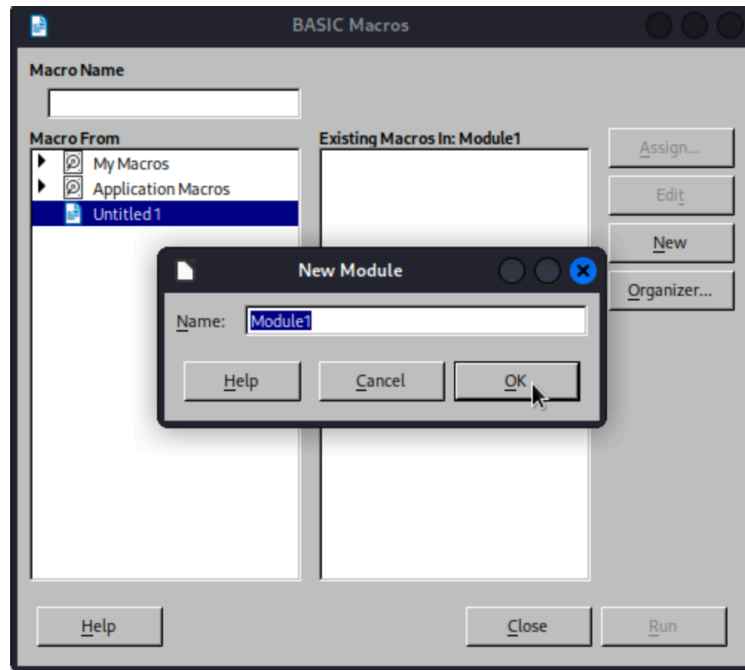 BASIC Macros
Macro Name
Macro From
Existing Macros In: Module1
Assign...
My Macros
Application Macros
Edit
Untitled 1
New
New Module
Organizer...
Name: Module1
Help Cancel OK
Help Close Run